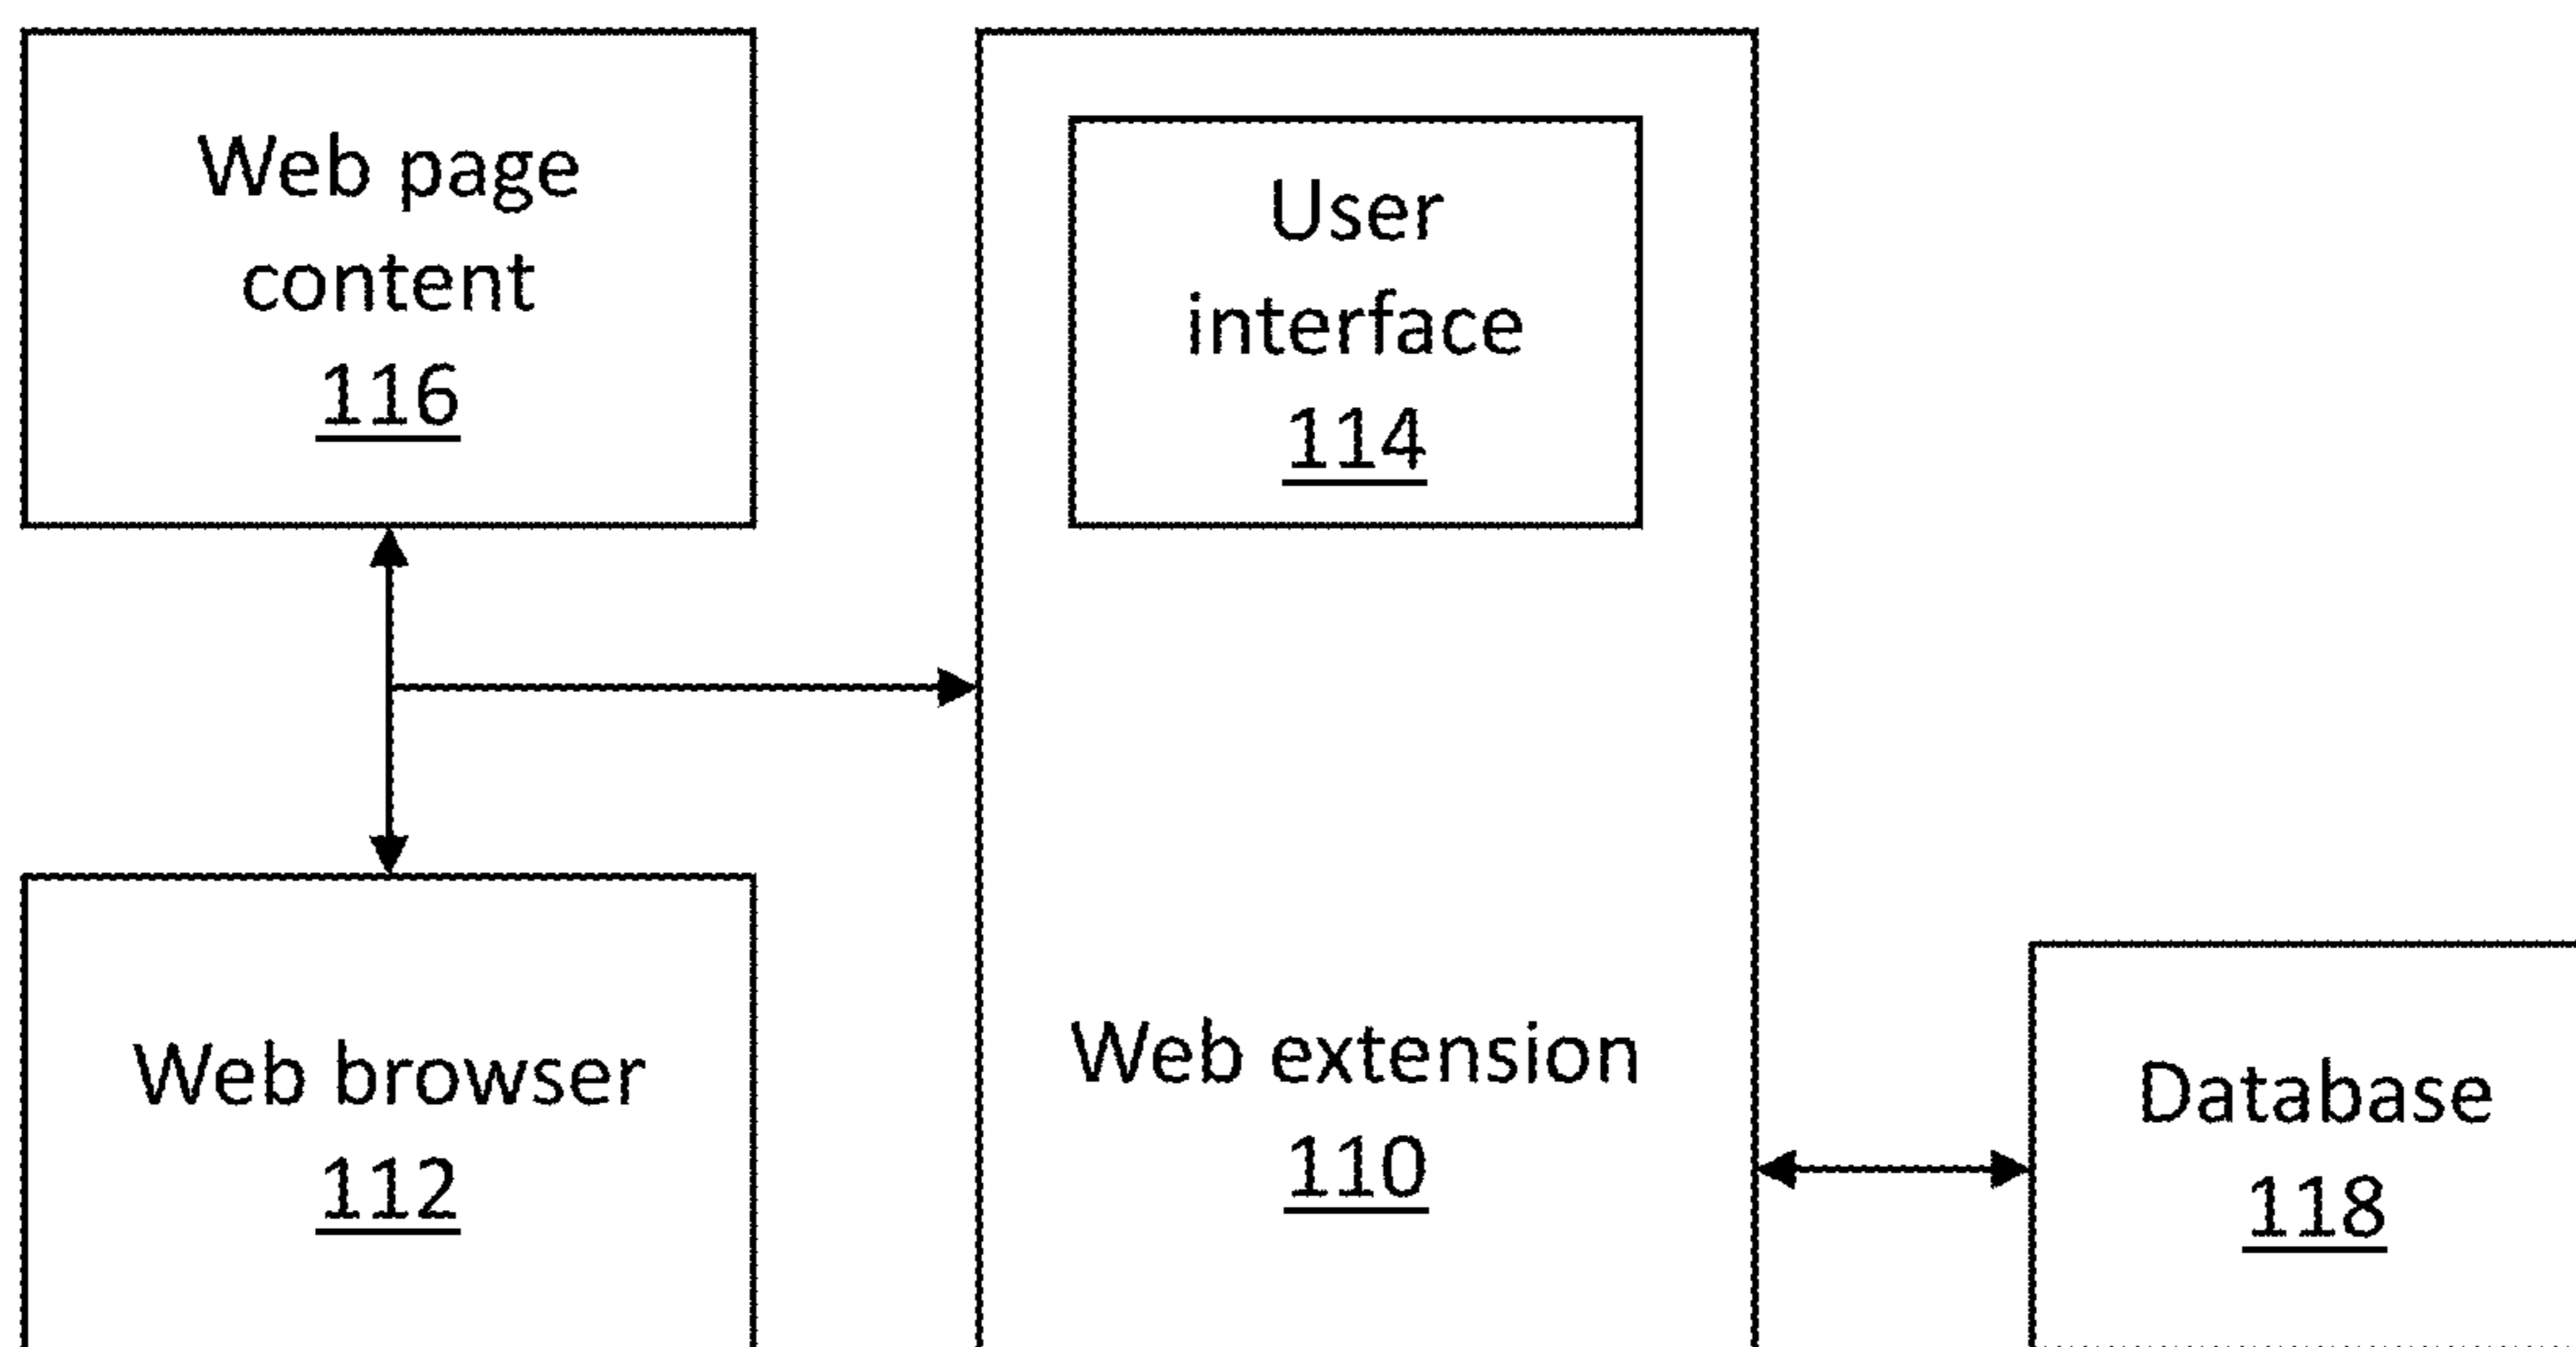 Web page
content
116
User
interface
114
Web browser
112
Web extension
110
Database
118